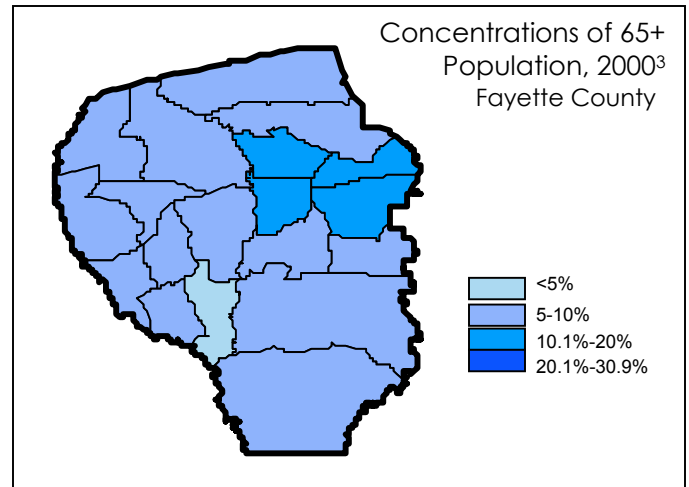 Concentrations of 65+
Population, 2000³
Fayette County
<5%
5-10%
10.1%-20%
20.1%-30.9%